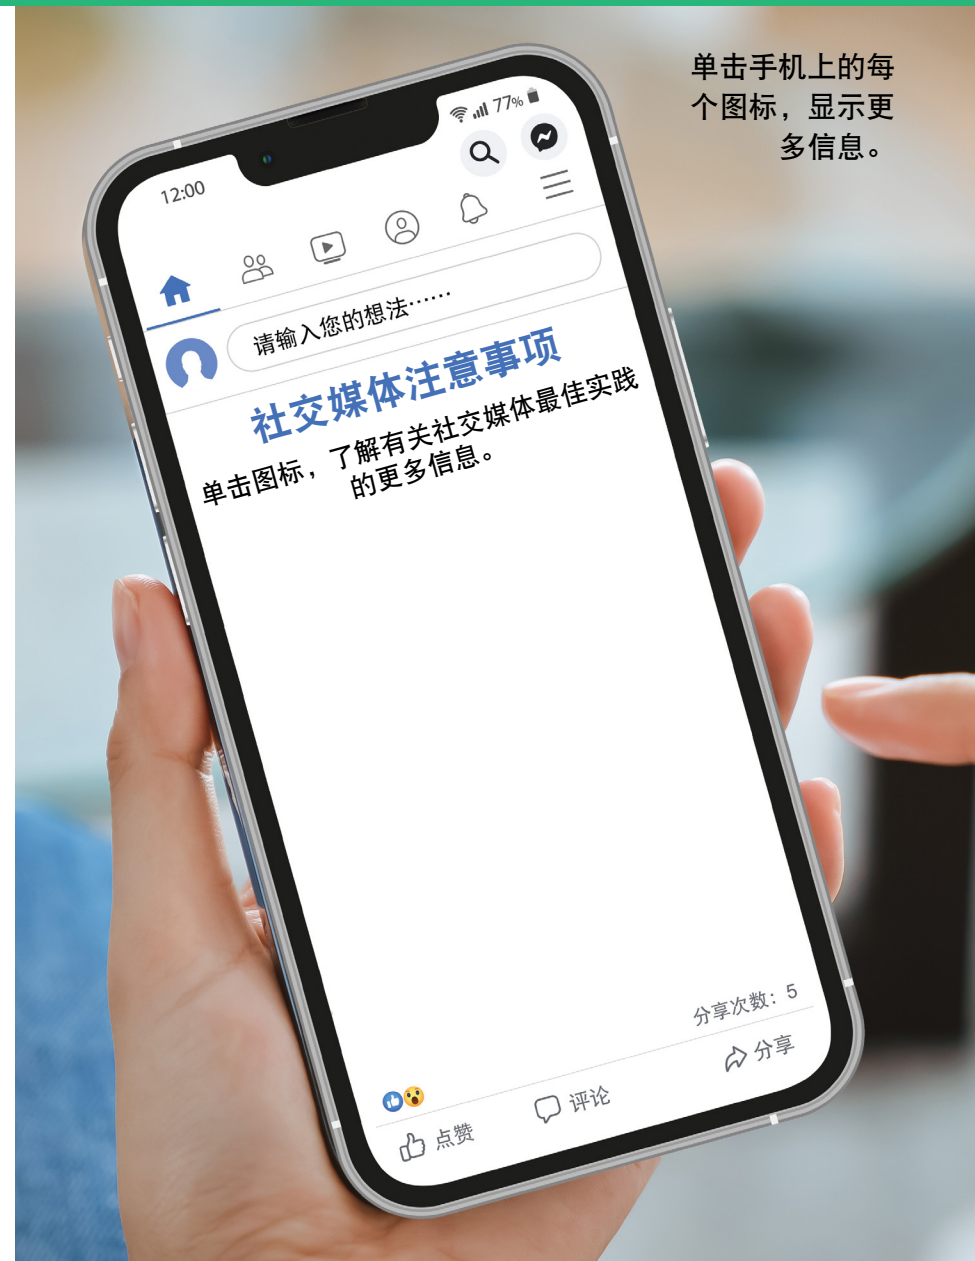 单击手机上的每
个图标，显示更
多信息。
77%
12:00
请输入您的想法……
社交媒体注意事项
单击图标，了解有关社交媒体最佳实践
的更多信息。
分享次数：5
点赞
评论
分享